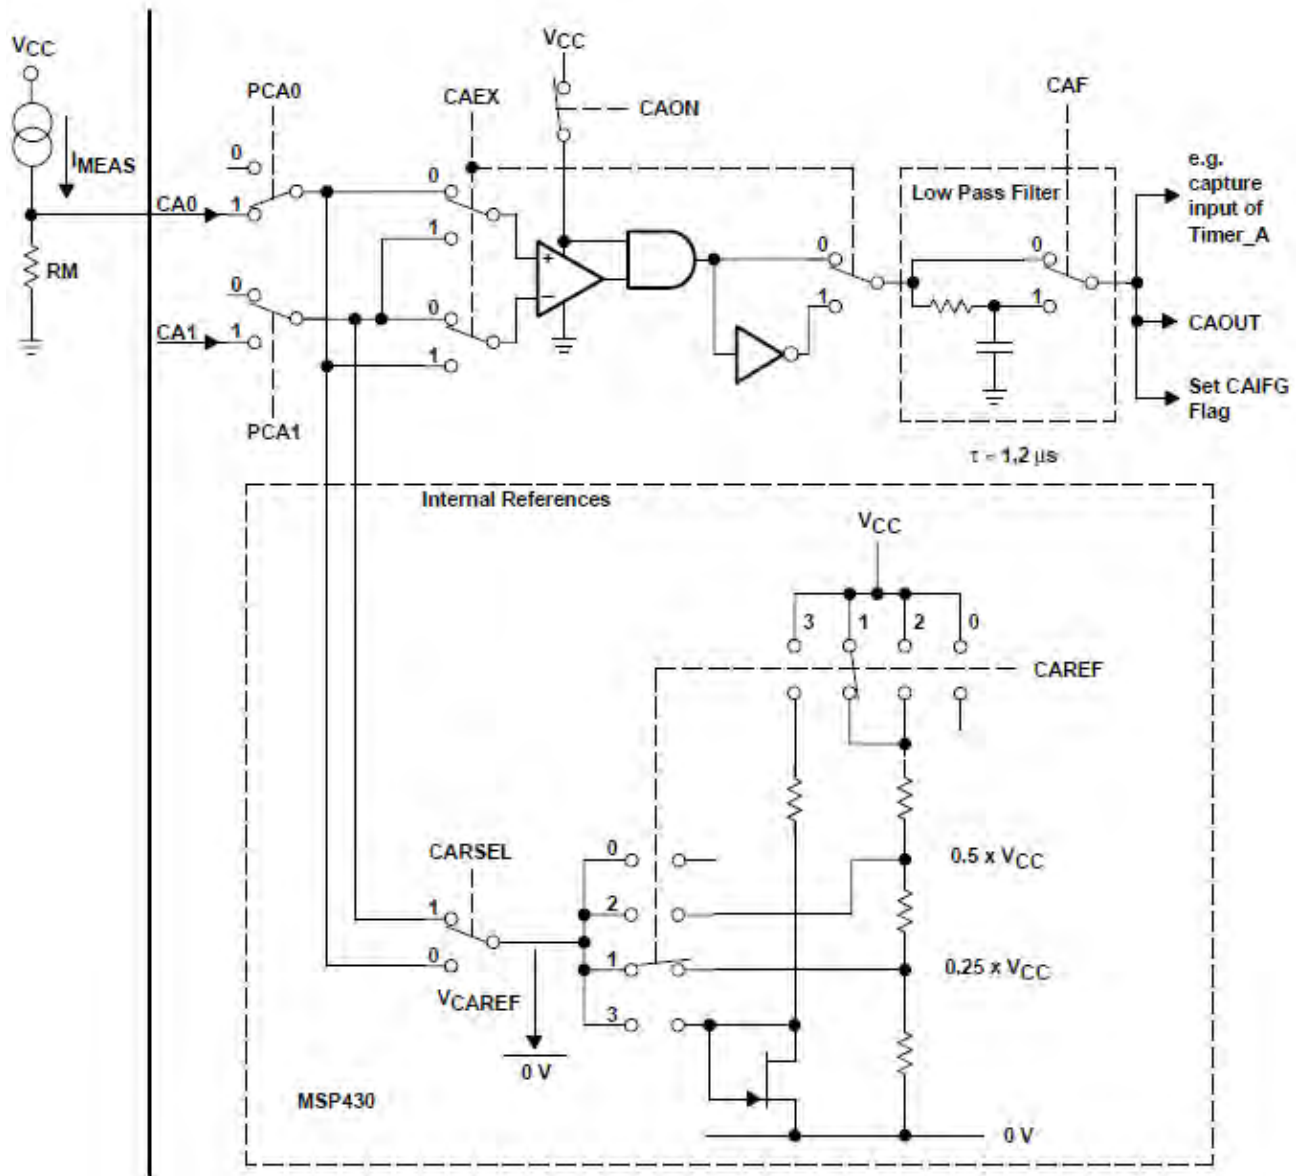 VCC
VCC
PCA0
CAEX
CAON
CAF
IMEAS
0
0
0
0
e.g.
capture
input of
Timer_A
Low Pass Filter
CA0
1
1
+
RM
0
0
−
1
1
CA1
1
1
CAOUT
Set CAIFG
Flag
PCA1
τ ≈ 1,2 µs
Internal References
VCC
3
1
2
0
CAREF
CARSEL
0
0.5 x VCC
1
2
0
1
0.25 x VCC
VCAREF
3
0 V
MSP430
0 V